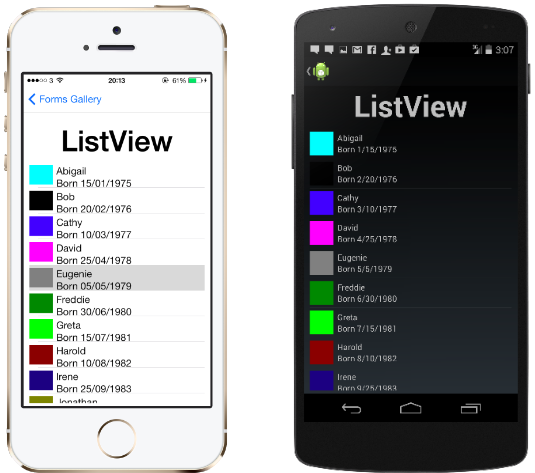 3 20:13 61%
Forms Gallery
ListView
Abigail
Born 15/01/1975
Bob
Born 20/02/1976
Cathy
Born 10/03/1977
David
Born 25/04/1978
Eugenie
Born 05/05/1979
Freddie
Born 30/06/1980
Greta
Born 15/07/1981
Harold
Born 10/08/1982
Irene
Born 25/09/1983
Jonathan
3:07
ListView
Abigail
Born 1/15/1975
Bob
Born 2/20/1976
Cathy
Born 3/10/1977
David
Born 4/25/1978
Eugenie
Born 5/5/1979
Freddie
Born 6/30/1980
Greta
Born 7/15/1981
Harold
Born 8/10/1982
Irene
Born 9/25/1983